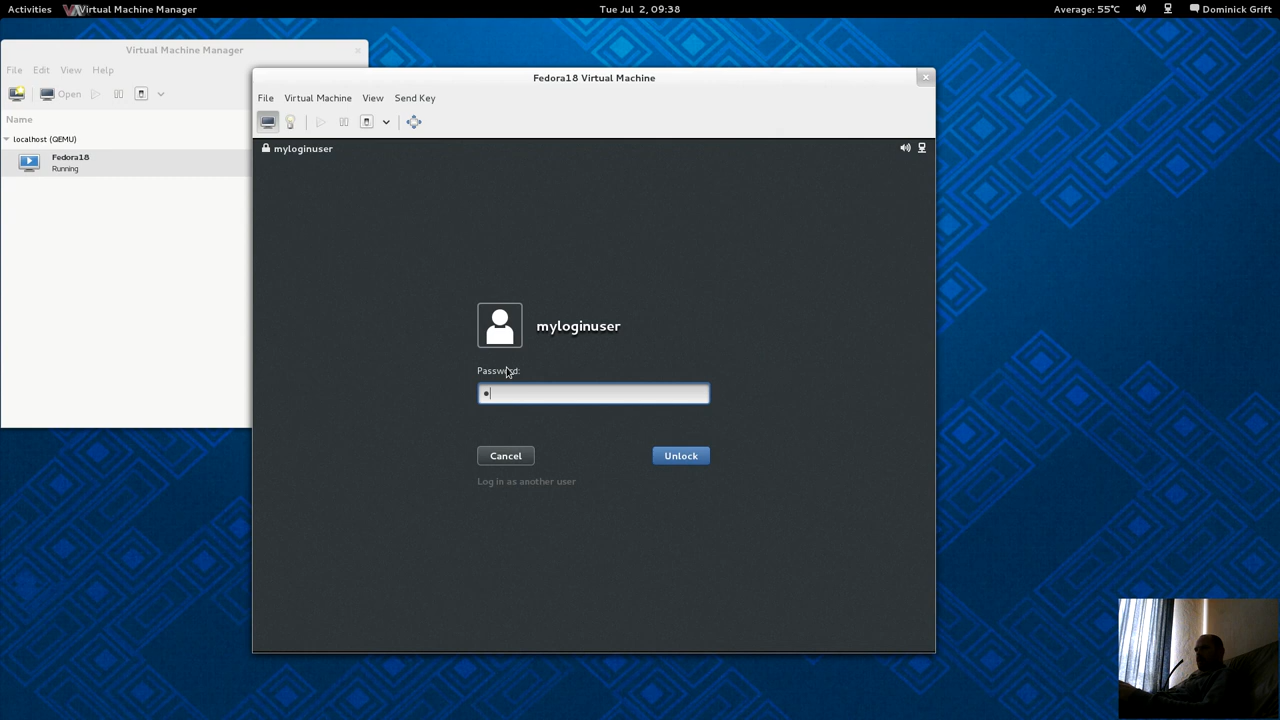 Activities Virtual Machine Manager Tue Jul 2, 09:38 Average: 55°C Dominick Grift
Virtual Machine Manager
File Edit View Help
Open
Name
localhost (QEMU)
Fedora18
Running
Fedora18 Virtual Machine
File Virtual Machine View Send Key
myloginuser
myloginuser
Password:
Cancel Unlock
Log in as another user